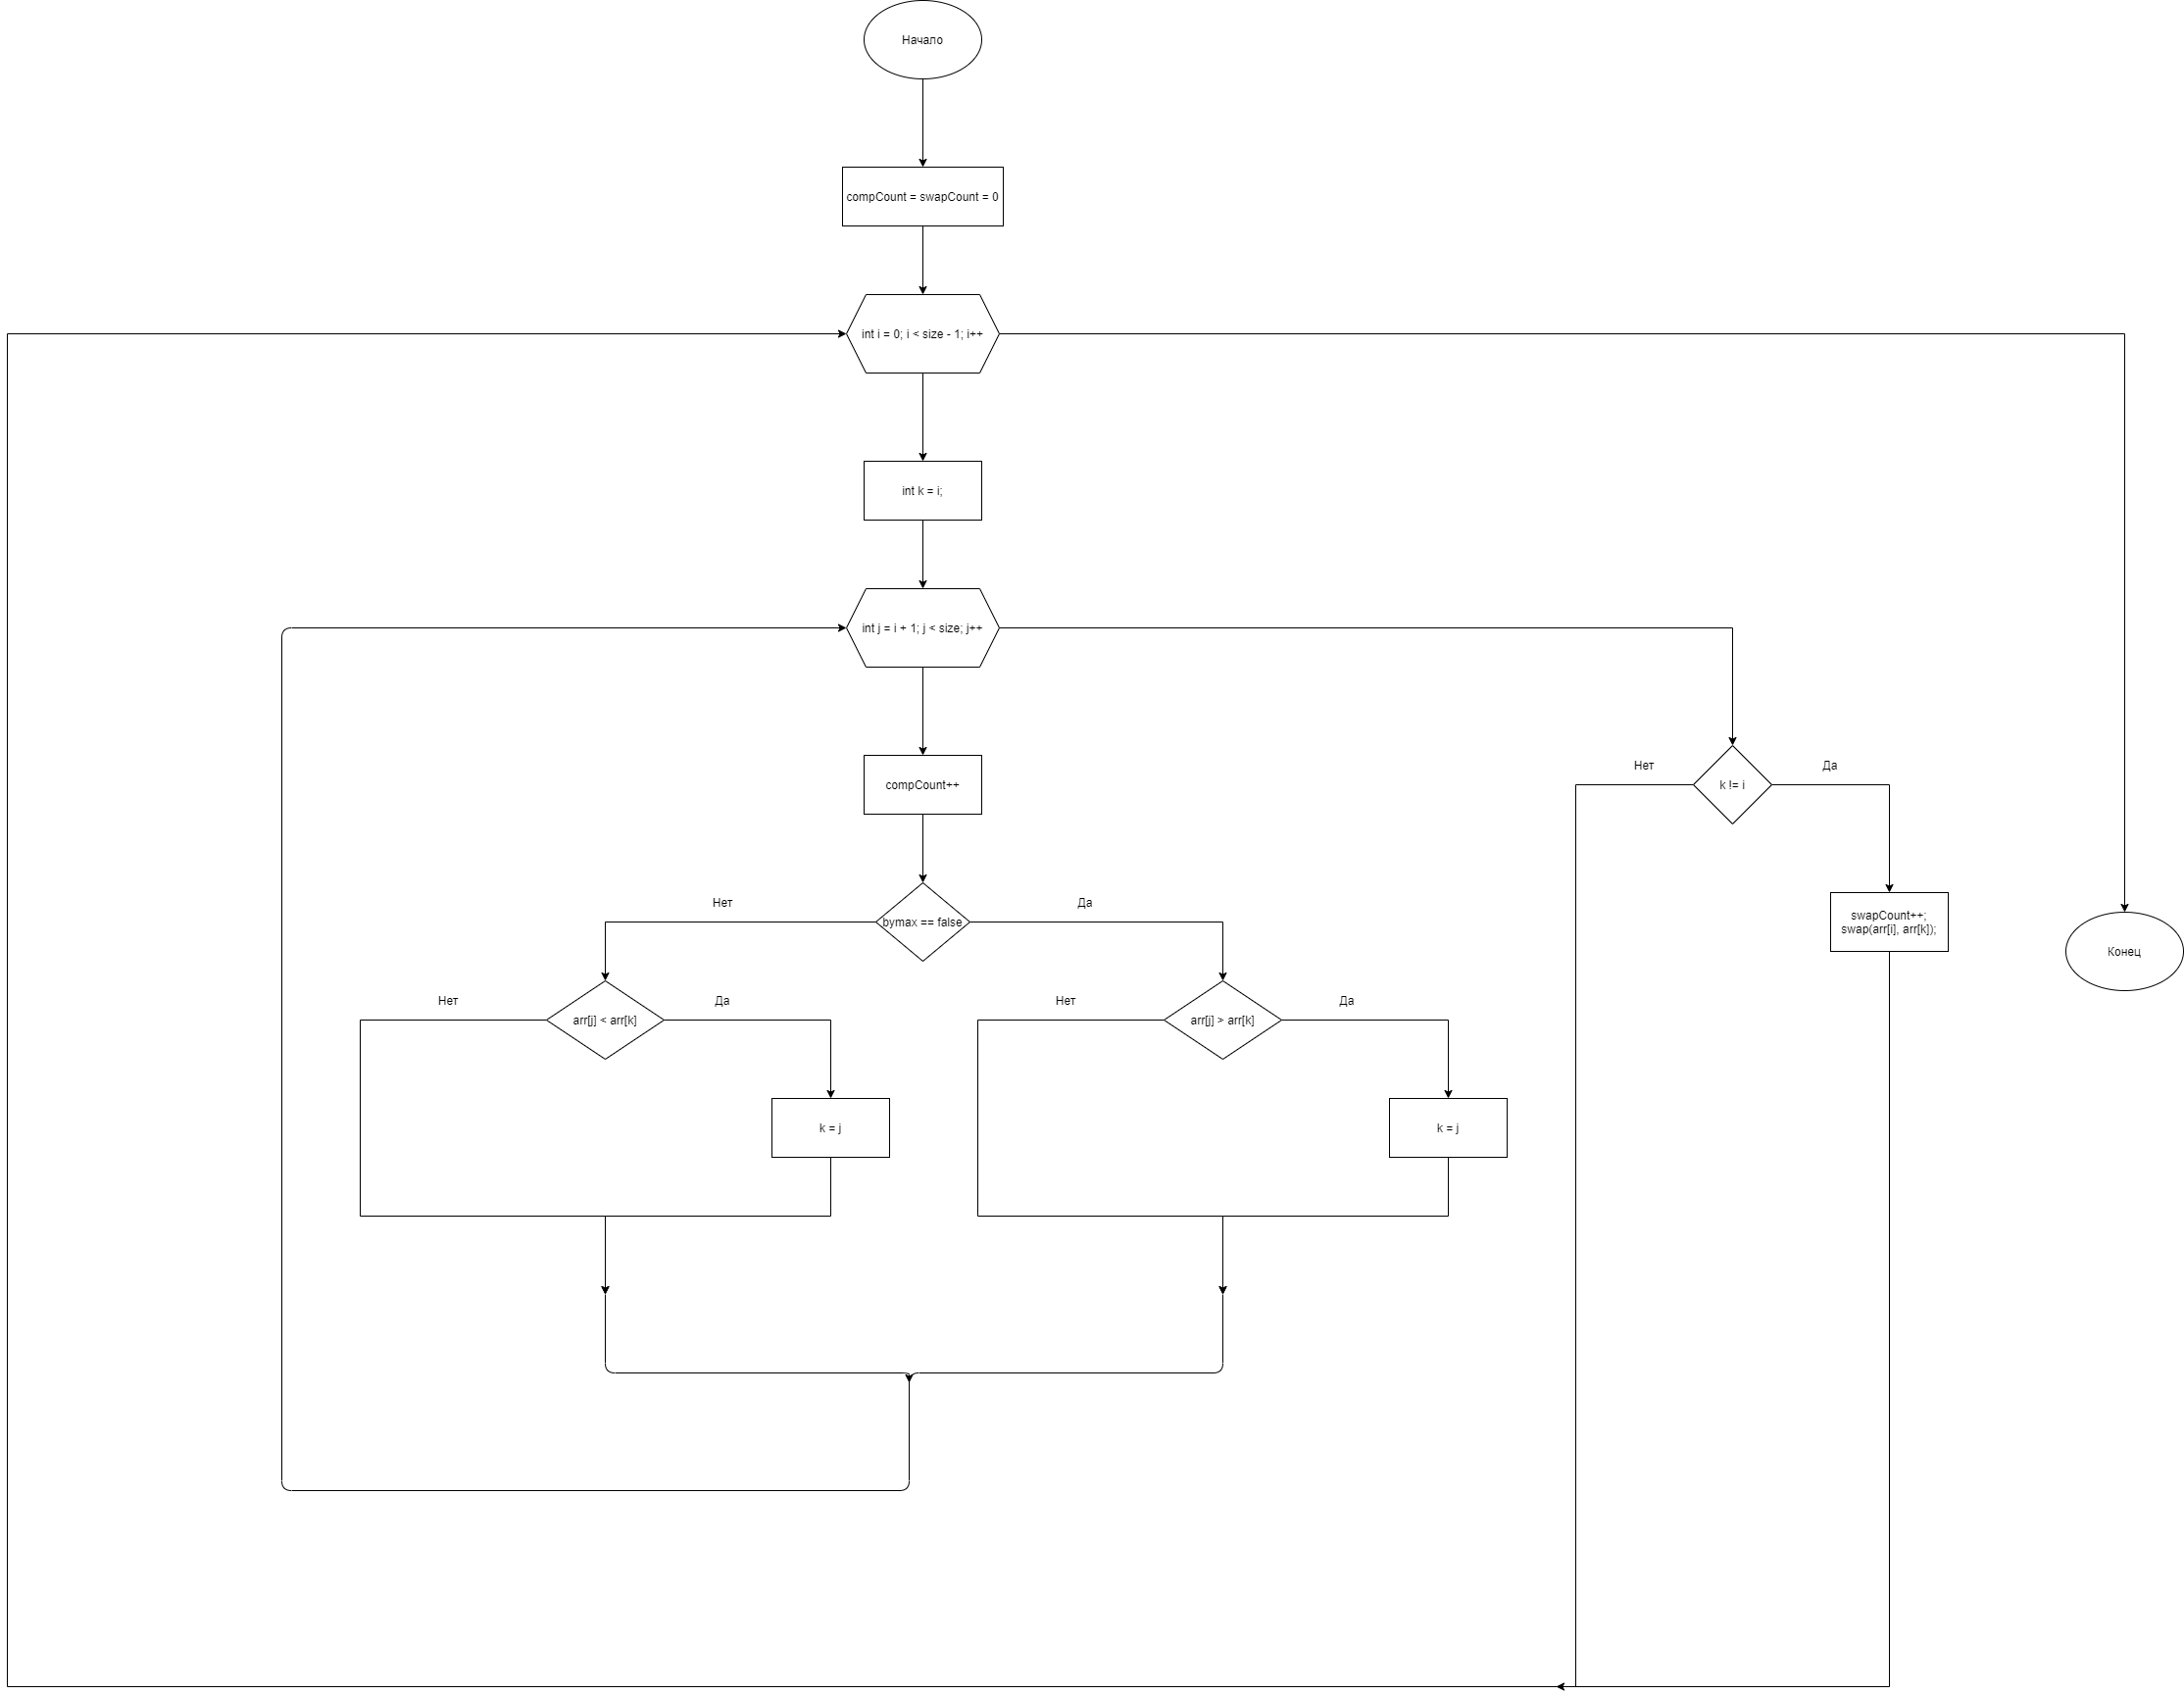 Начало
compCount = swapCount = 0
int i = 0; i < size - 1; i++
int k = i;
int j = i + 1; j < size; j++
compCount++
Нет
k != i
Да
bymax == false
Нет
Да
swapCount++;
swap(arr[i], arr[k]);
Конец
Нет
arr[j] < arr[k]
Да
Нет
arr[j] > arr[k]
Да
k = j
k = j